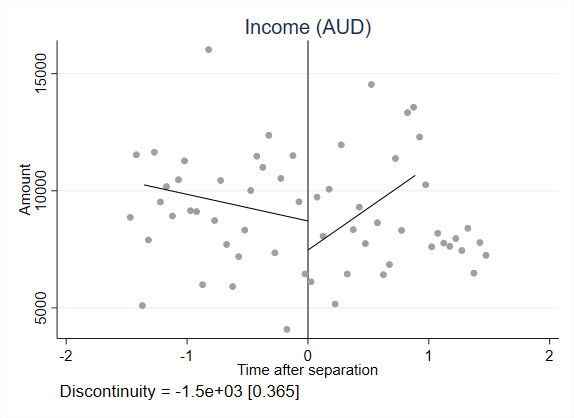 Income (AUD)
15000
10000
5000
Amount
-2 -1 0 1 2
Time after separation
Discontinuity = -1.5e+03 [0.365]